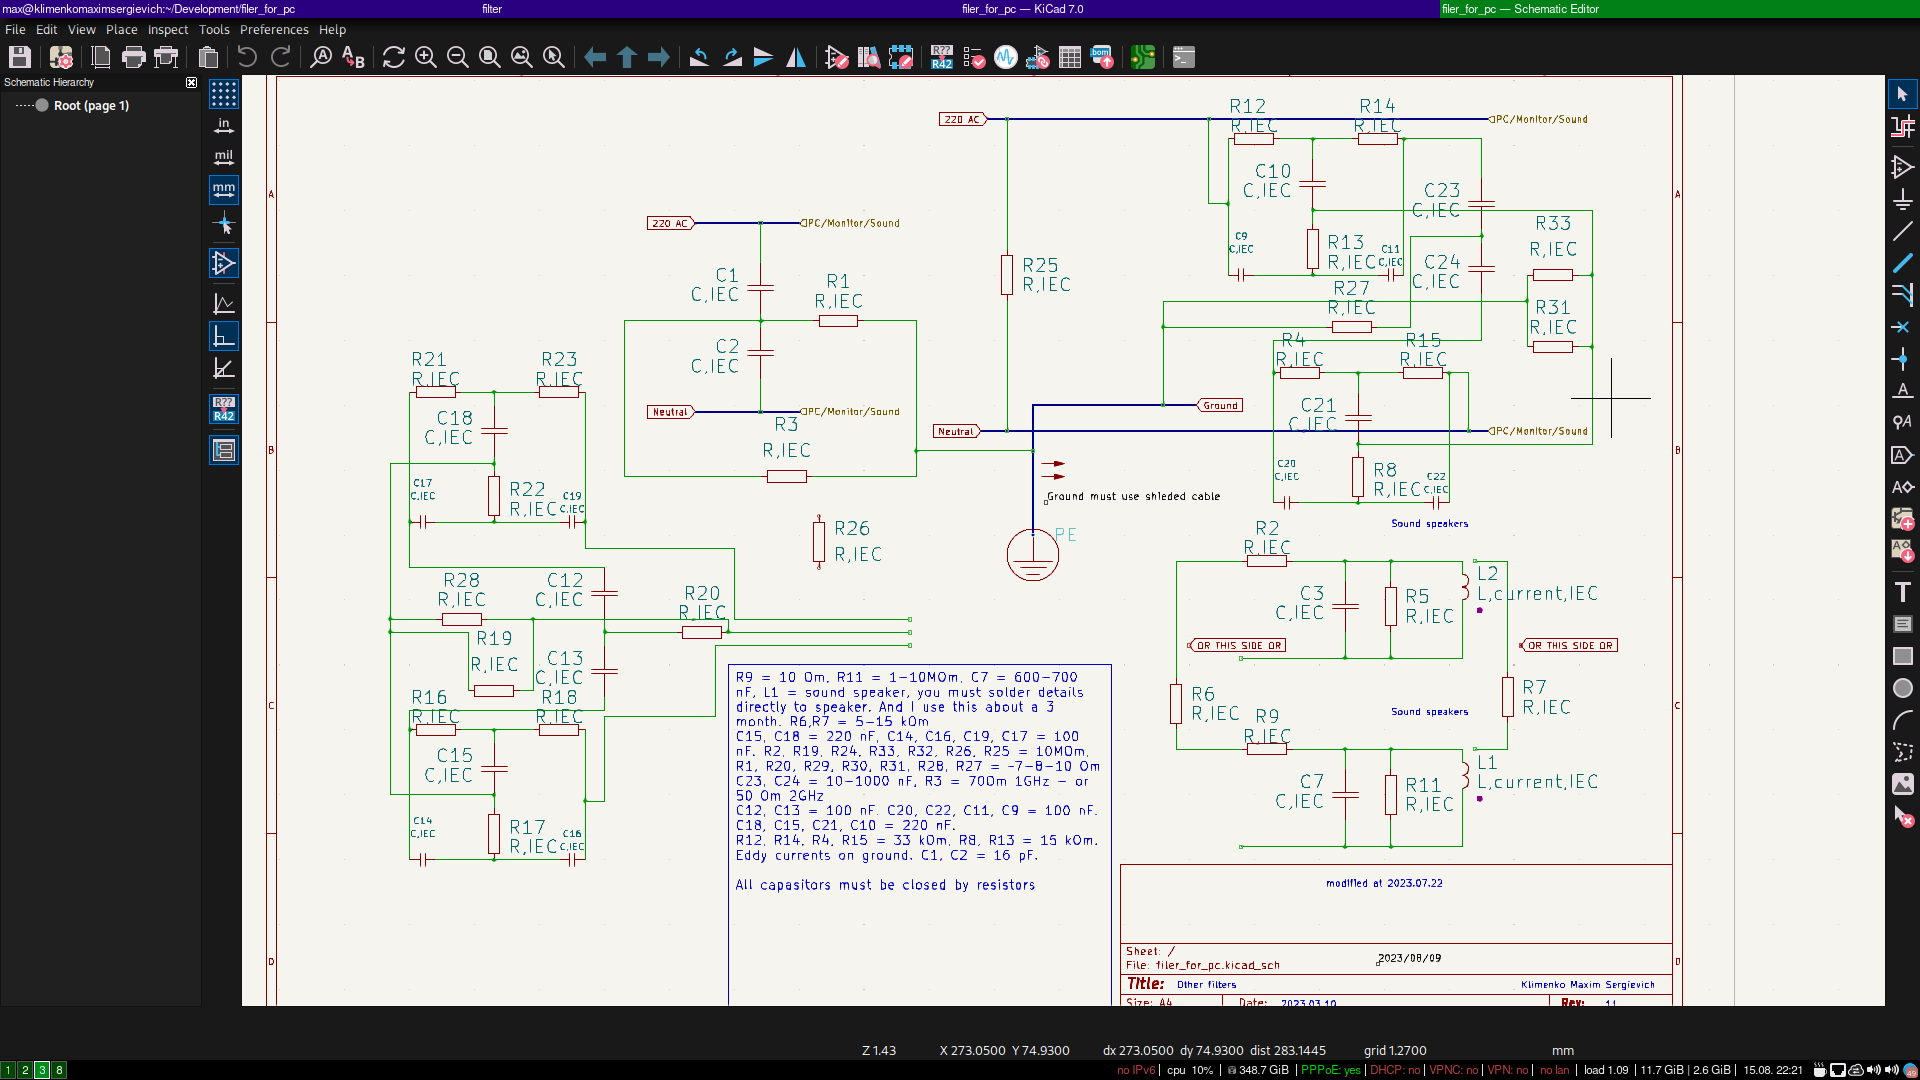 max@klimenkomaximsergievich:~/Development/filer_for_pc
filter
filer_for_pc — KiCad 7.0
filer_for_pc — Schematic Editor
File Edit View Place Inspect Tools Preferences Help
Schematic Hierarchy
Root (page 1)
in
mil
mm
R??
R42
220 AC
PC/Monitor/Sound
R12
R,IEC
R14
R,IEC
C10
C,IEC
C23
C,IEC
C9
C,IEC
R13
R,IEC
C11
C,IEC
C24
C,IEC
R33
R,IEC
R31
R,IEC
R27
R,IEC
R25
R,IEC
220 AC
PC/Monitor/Sound
C1
C,IEC
R1
R,IEC
C2
C,IEC
Neutral
PC/Monitor/Sound
R3
R,IEC
R4
R,IEC
R15
R,IEC
C21
C,IEC
Ground
Neutral
PC/Monitor/Sound
C20
C,IEC
R8
R,IEC
C22
C,IEC
Ground must use shileded cable
PE
R21
R,IEC
R23
R,IEC
C18
C,IEC
C17
C,IEC
R22
R,IEC
C19
C,IEC
R26
R,IEC
R28
R,IEC
C12
C,IEC
R20
R,IEC
R19
R,IEC
C13
C,IEC
R16
R,IEC
R18
R,IEC
C15
C,IEC
C14
C,IEC
R17
R,IEC
C16
C,IEC
Sound speakers
R2
R,IEC
C3
C,IEC
R5
R,IEC
L2
L,current,IEC
OR THIS SIDE OR
OR THIS SIDE OR
R6
R,IEC
R7
R,IEC
Sound speakers
R9
R,IEC
C7
C,IEC
R11
R,IEC
L1
L,current,IEC
R9 = 10 Om, R11 = 1-10MOm, C7 = 600-700
nF, L1 = sound speaker, you must solder details
directly to speaker. And I use this about a 3
month. R6,R7 = 5-15 kOm
C15, C18 = 220 nF, C14, C16, C19, C17 = 100
nF. R2, R19, R24, R33, R32, R26, R25 = 10MOm,
R1, R20, R29, R30, R31, R28, R27 = -7-8-10 Om
C23, C24 = 10-1000 nF, R3 = 70Om 1GHz - or
50 Om 2GHz
C12, C13 = 100 nF. C20, C22, C11, C9 = 100 nF.
C18, C15, C21, C10 = 220 nF.
R12, R14, R4, R15 = 33 kOm, R8, R13 = 15 kOm.
Eddy currents on ground. C1, C2 = 16 pF.
All capasitors must be closed by resistors
modified at 2023.07.22
Sheet: /
File: filer_for_pc.kicad_sch
2023/08/09
Title: Other filters
Klimenko Maxim Sergievich
Size: A4
Date: 2023.03.10
Rev: 11
A
B
C
D
A
B
C
D
Z 1.43
X 273.0500 Y 74.9300
dx 273.0500 dy 74.9300 dist 283.1445
grid 1.2700
mm
1 2 3 8
no IPv6 | cpu 10% | 348.7 GiB | PPPoE: yes | DHCP: no | VPNC: no | VPN: no | no lan | load 1.09 | 11.7 GiB | 2.6 GiB | 15.08. 22:21